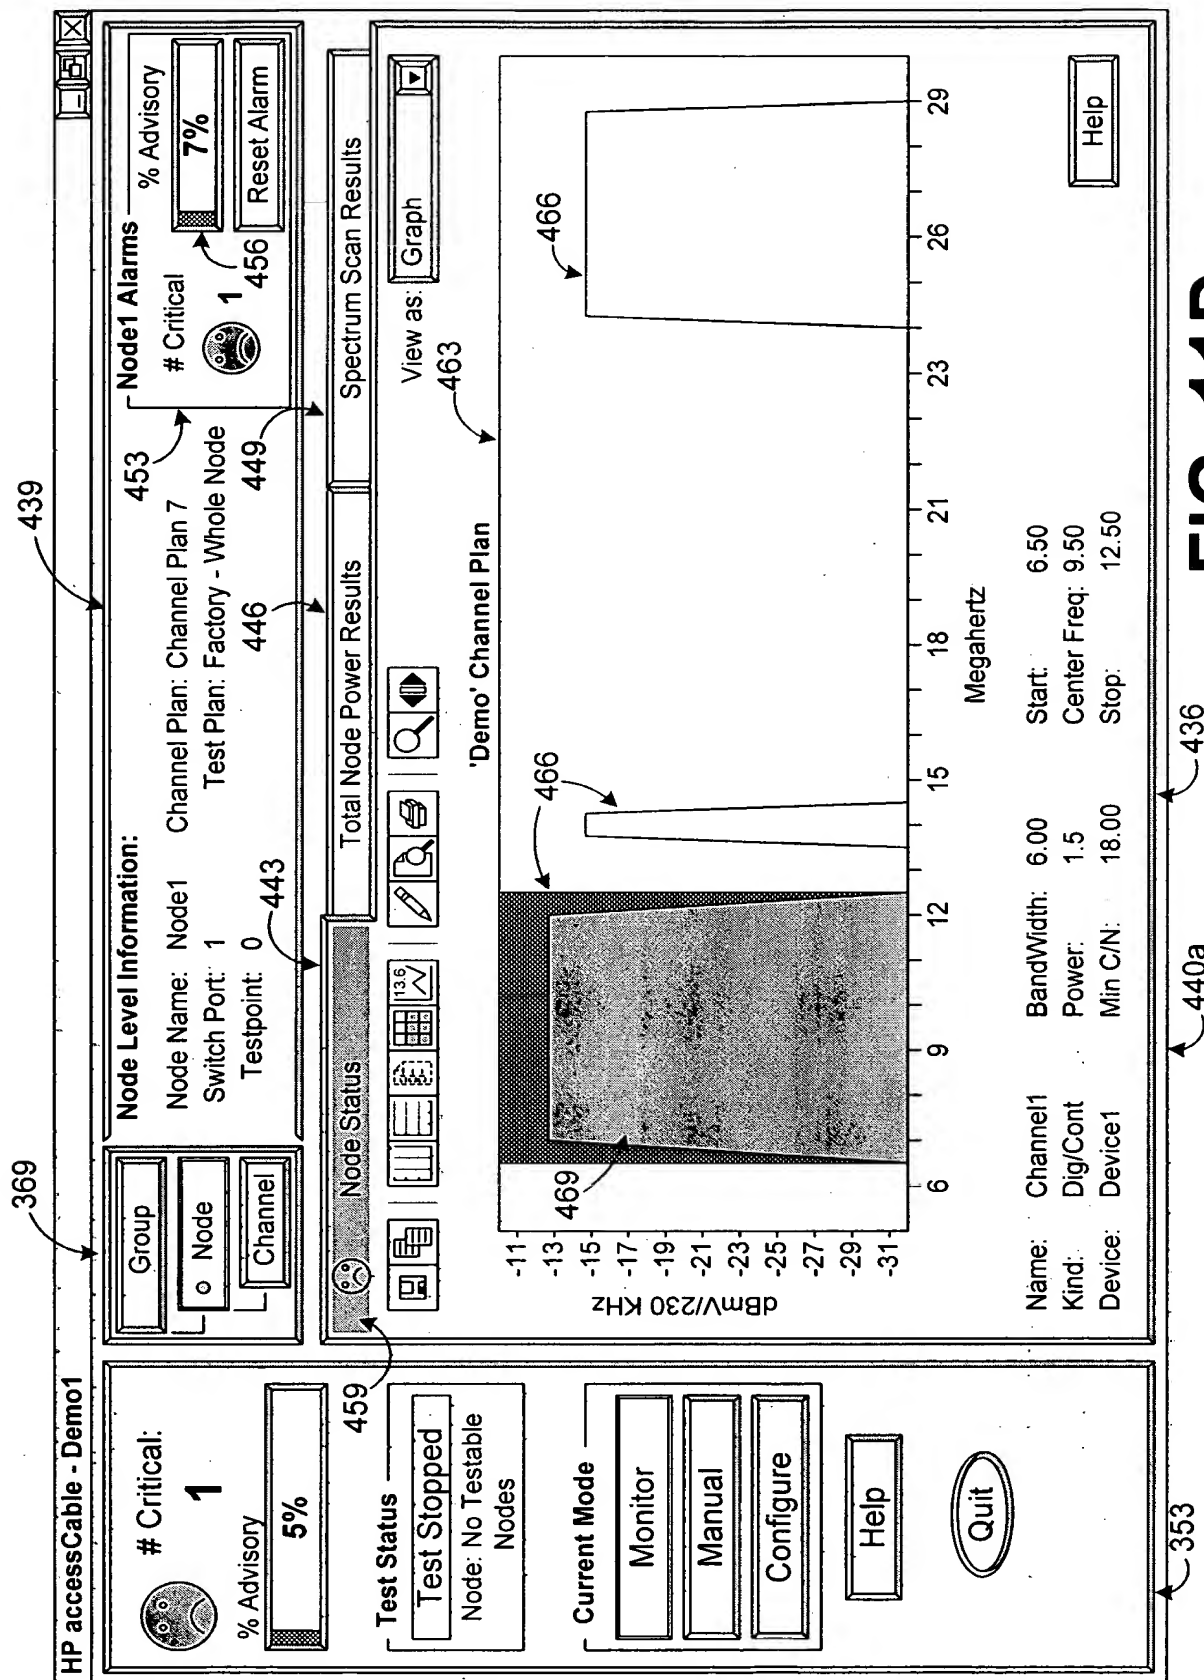 HP accessCable - Demo1
# Critical:
1
% Advisory
5%
Test Status
Test Stopped
Node: No Testable
Nodes
Current Mode
Monitor
Manual
Configure
Help
Quit
353
369
Group
Node
Channel
439
Node Level Information:
Node Name: Node1
Switch Port: 1
Testpoint: 0
Channel Plan: Channel Plan 7
Test Plan: Factory - Whole Node
453
Node1 Alarms
# Critical
1
% Advisory
7%
456
Reset Alarm
443
446
449
Node Status
Total Node Power Results
Spectrum Scan Results
459
13.6
View as: Graph
463
'Demo' Channel Plan
466
466
469
dBmV/230 KHz
-11
-13
-15
-17
-19
-21
-23
-25
-27
-29
-31
6 9 12 15 18 21 23 26 29
Megahertz
Name: Channel1 BandWidth: 6.00 Start: 6.50
Kind: Dig/Cont Power: 1.5 Center Freq: 9.50
Device: Device1 Min C/N: 18.00 Stop: 12.50
Help
436
440a